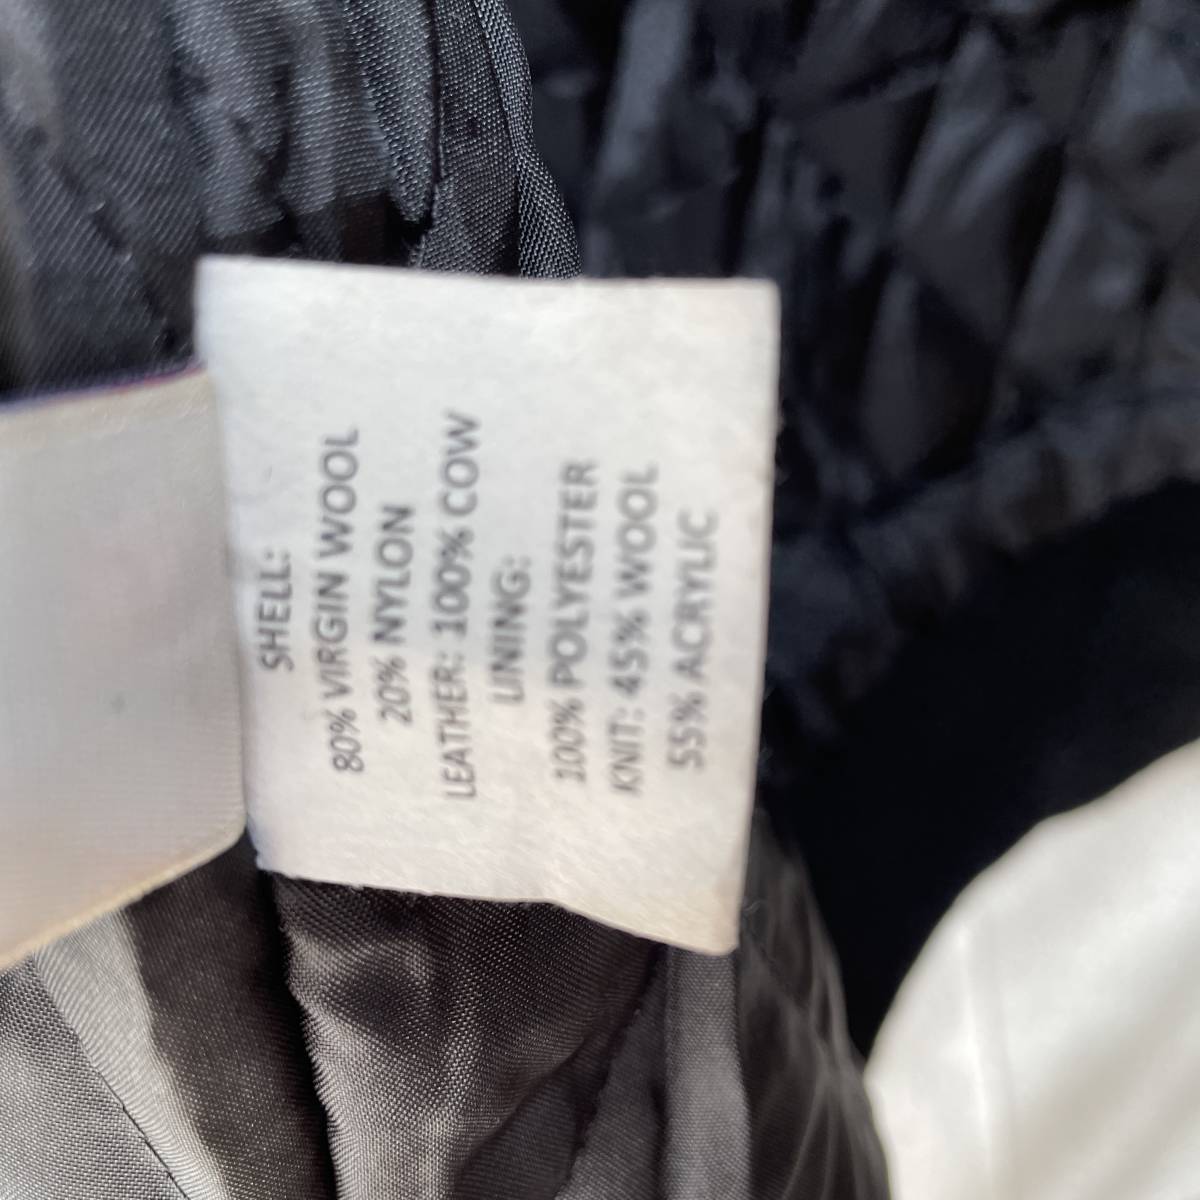 SHELL:
80% VIRGIN WOOL
20% NYLON
LEATHER: 100% COW
LINING:
100% POLYESTER
KNIT: 45% WOOL
55% ACRYLIC